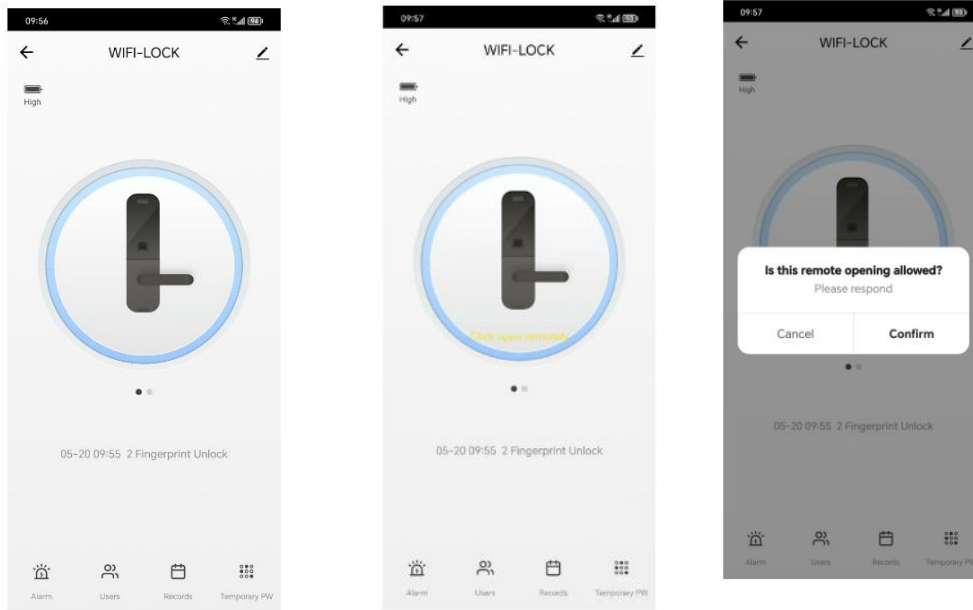 09:56
WIFI-LOCK
High
05-20 09:55 2 Fingerprint Unlock
Alarm
Users
Records
Temporary PW
09:57
WIFI-LOCK
High
Click open remotely
05-20 09:55 2 Fingerprint Unlock
Alarm
Users
Records
Temporary PW
09:57
WIFI-LOCK
High
Is this remote opening allowed?
Please respond
Cancel
Confirm
05-20 09:55 2 Fingerprint Unlock
Alarm
Users
Records
Temporary PW